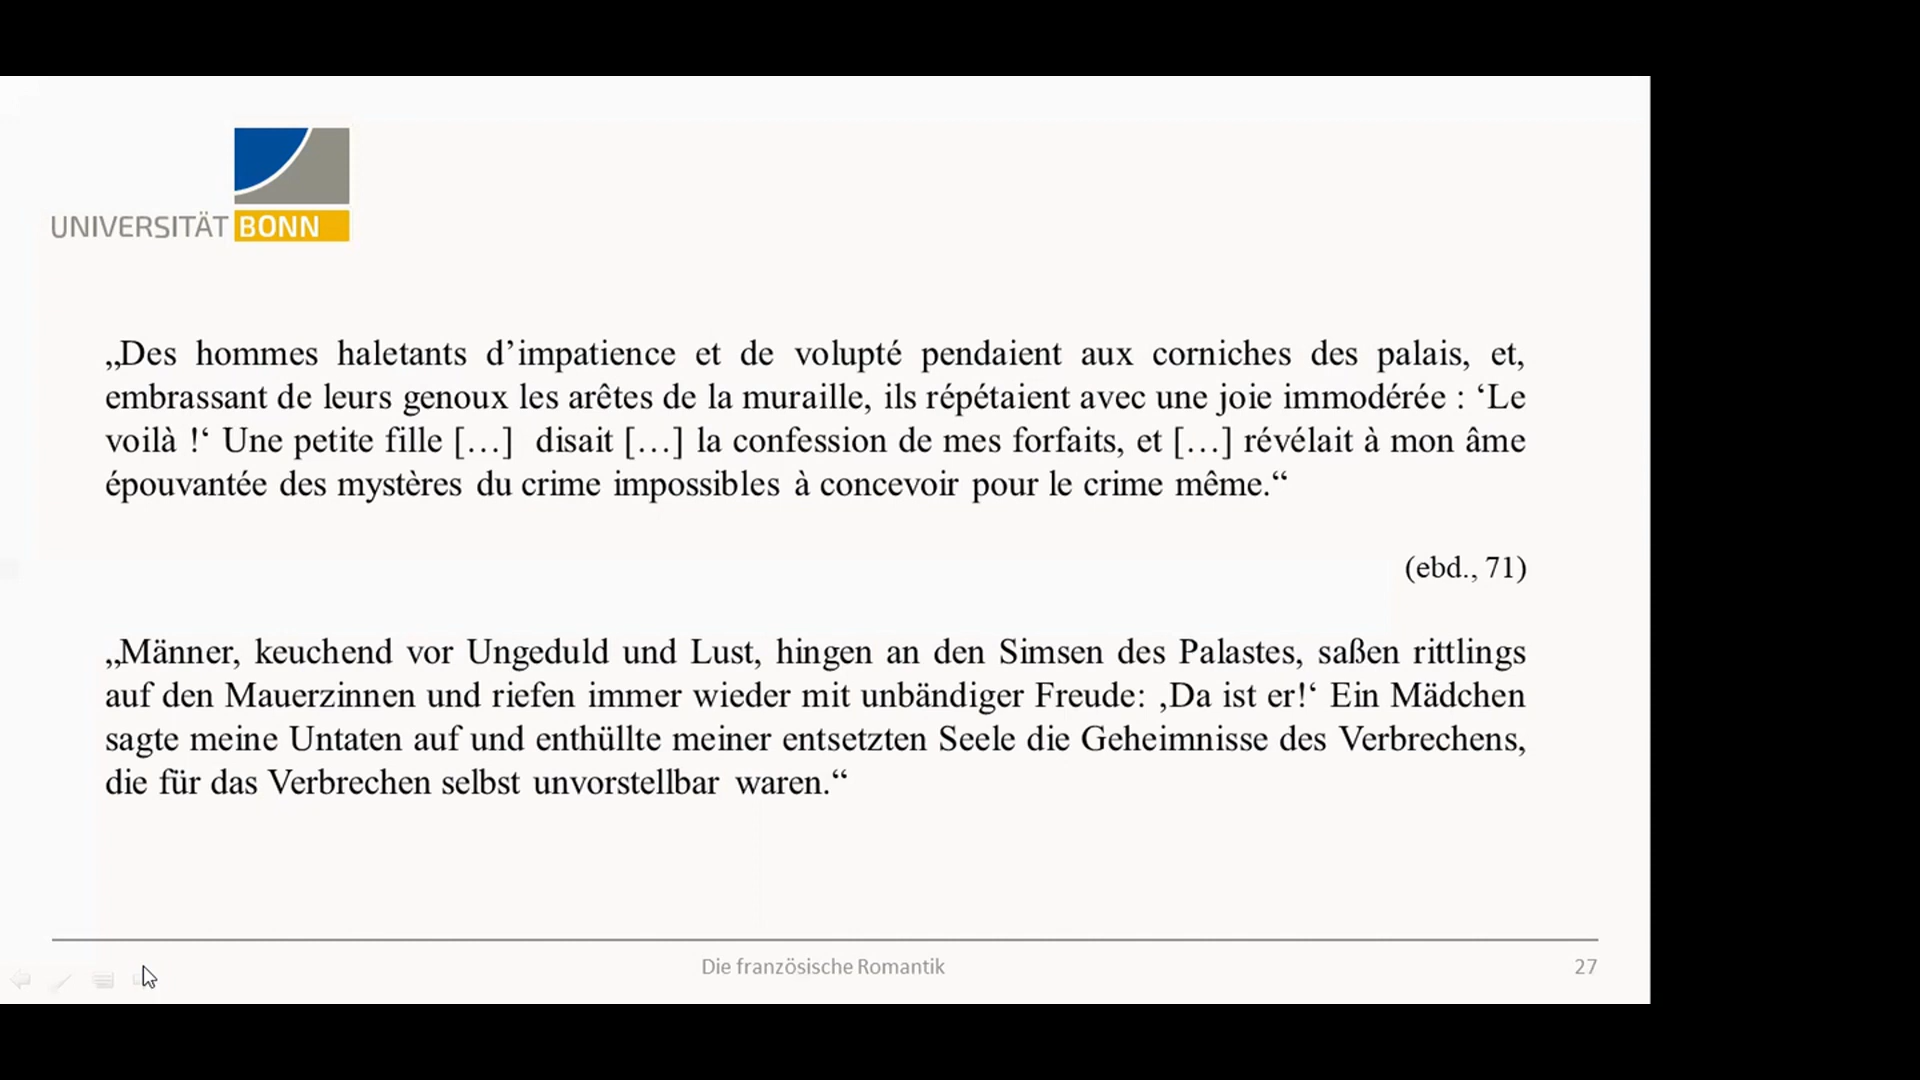 UNIVERSITÄT BONN
„Des hommes haletants d’impatience et de volupté pendaient aux corniches des palais, et,
embrassant de leurs genoux les arêtes de la muraille, ils répétaient avec une joie immodérée : ‘Le
voilà !‘ Une petite fille […] disait […] la confession de mes forfaits, et […] révélait à mon âme
épouvantée des mystères du crime impossibles à concevoir pour le crime même.“
(ebd., 71)
„Männer, keuchend vor Ungeduld und Lust, hingen an den Simsen des Palastes, saßen rittlings
auf den Mauerzinnen und riefen immer wieder mit unbändiger Freude: ‚Da ist er!‘ Ein Mädchen
sagte meine Untaten auf und enthüllte meiner entsetzten Seele die Geheimnisse des Verbrechens,
die für das Verbrechen selbst unvorstellbar waren.“
Die französische Romantik
27